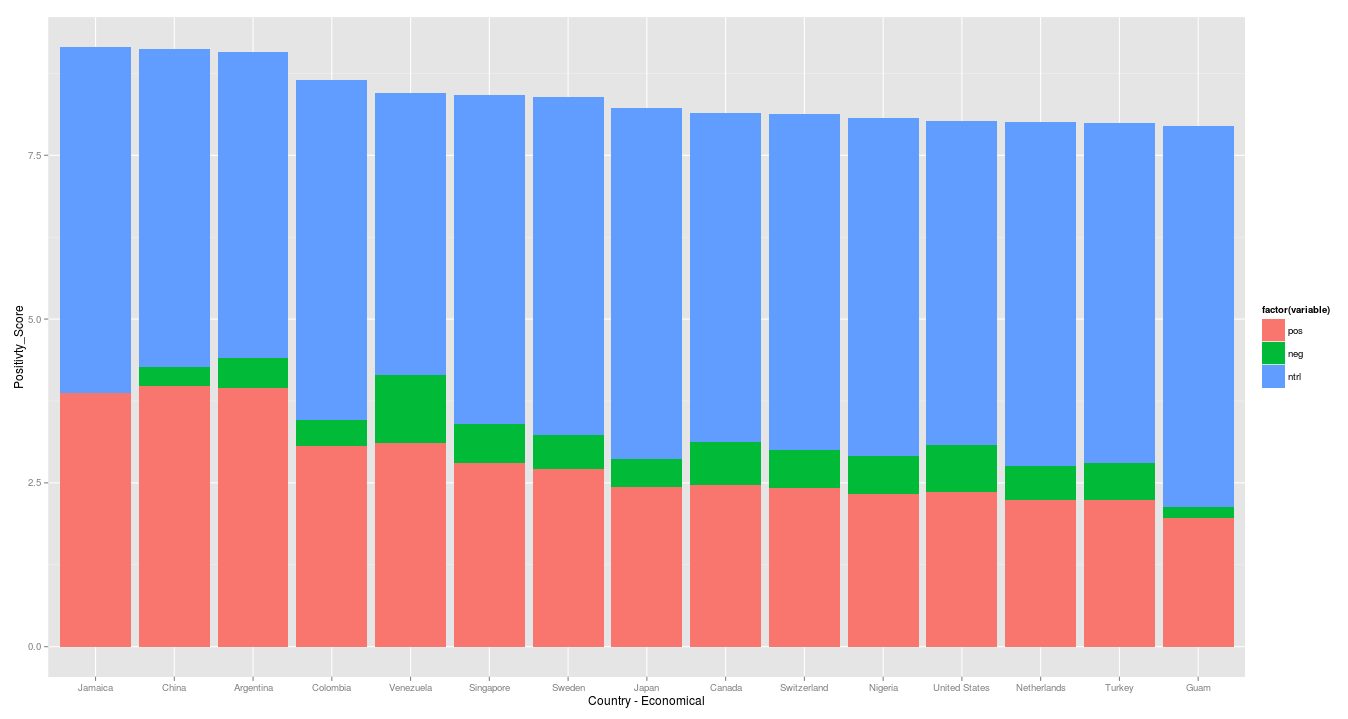 Positivty_Score
7.5
5.0
2.5
0.0
Jamaica China Argentina Colombia Venezuela Singapore Sweden Japan Canada Switzerland Nigeria United States Netherlands Turkey Guam
Country - Economical
factor(variable)
pos
neg
ntrl